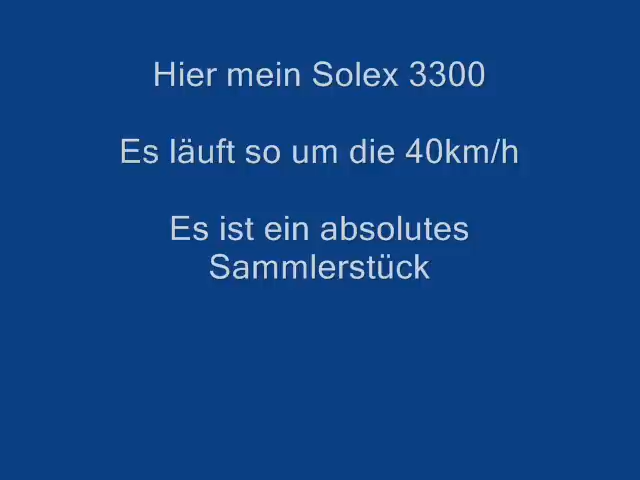 Hier mein Solex 3300
Es läuft so um die 40km/h
Es ist ein absolutes
Sammlerstück